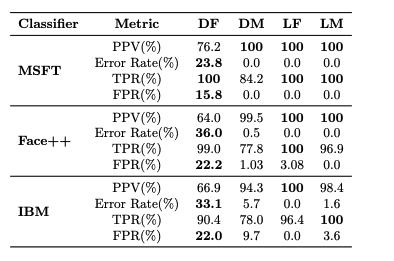 Classifier Metric DF DM LF LM
MSFT
PPV(%) 76.2 100 100 100
Error Rate(%) 23.8 0.0 0.0 0.0
TPR(%) 100 84.2 100 100
FPR(%) 15.8 0.0 0.0 0.0
Face++
PPV(%) 64.0 99.5 100 100
Error Rate(%) 36.0 0.5 0.0 0.0
TPR(%) 99.0 77.8 100 96.9
FPR(%) 22.2 1.03 3.08 0.0
IBM
PPV(%) 66.9 94.3 100 98.4
Error Rate(%) 33.1 5.7 0.0 1.6
TPR(%) 90.4 78.0 96.4 100
FPR(%) 22.0 9.7 0.0 3.6